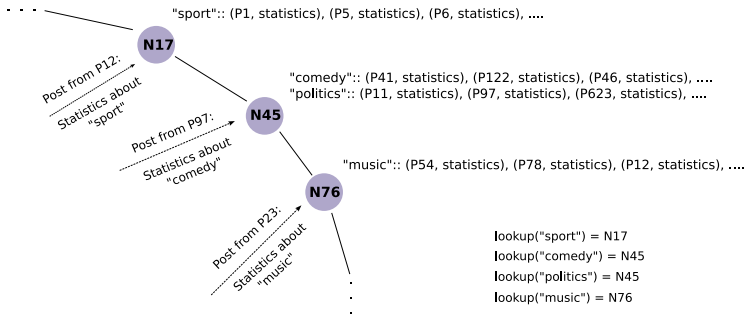 "sport":: (P1, statistics), (P5, statistics), (P6, statistics), ....
N17
Post from P12:
Statistics about
"sport"
"comedy":: (P41, statistics), (P122, statistics), (P46, statistics), ....
"politics":: (P11, statistics), (P97, statistics), (P623, statistics), ....
N45
Post from P97:
Statistics about
"comedy"
"music":: (P54, statistics), (P78, statistics), (P12, statistics), ....
N76
Post from P23:
Statistics about
"music"
lookup("sport") = N17
lookup("comedy") = N45
lookup("politics") = N45
lookup("music") = N76